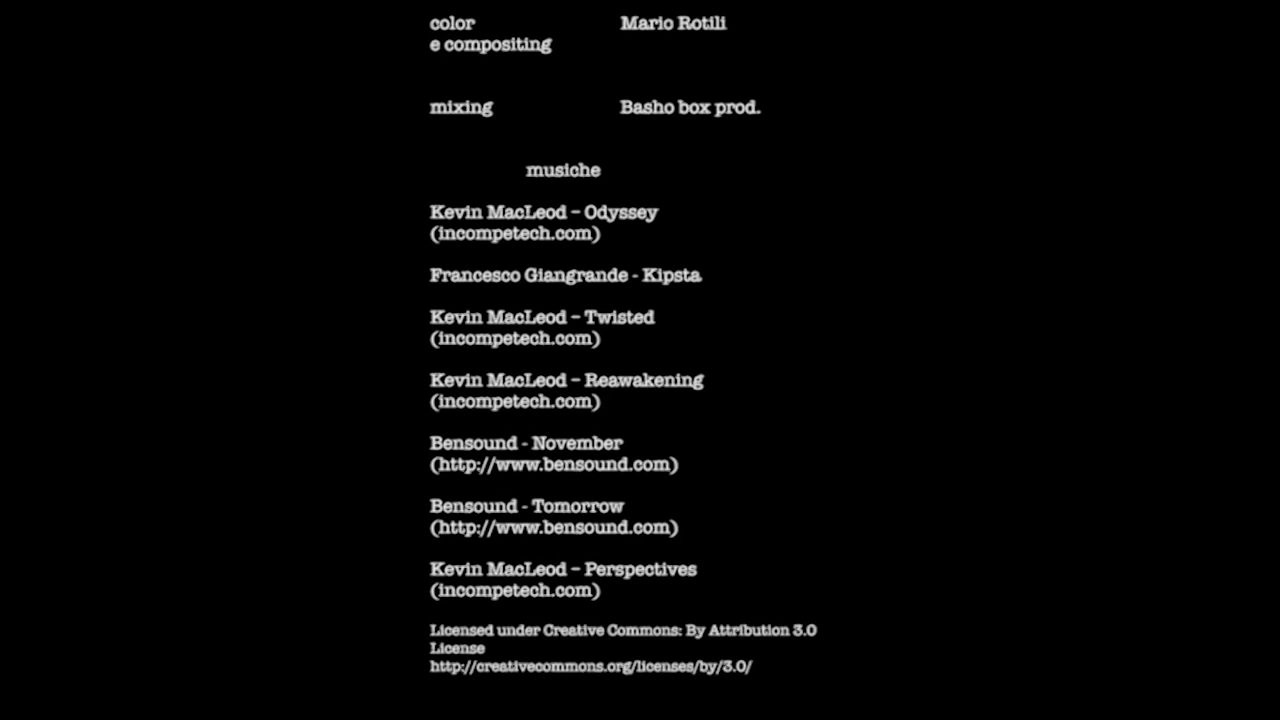 color Mario Rotili
e compositing
mixing Basho box prod.
musiche
Kevin MacLeod – Odyssey
(incompetech.com)
Francesco Giangrande - Kipsta
Kevin MacLeod – Twisted
(incompetech.com)
Kevin MacLeod – Reawakening
(incompetech.com)
Bensound - November
(http://www.bensound.com)
Bensound - Tomorrow
(http://www.bensound.com)
Kevin MacLeod – Perspectives
(incompetech.com)
Licensed under Creative Commons: By Attribution 3.0
License
http://creativecommons.org/licenses/by/3.0/